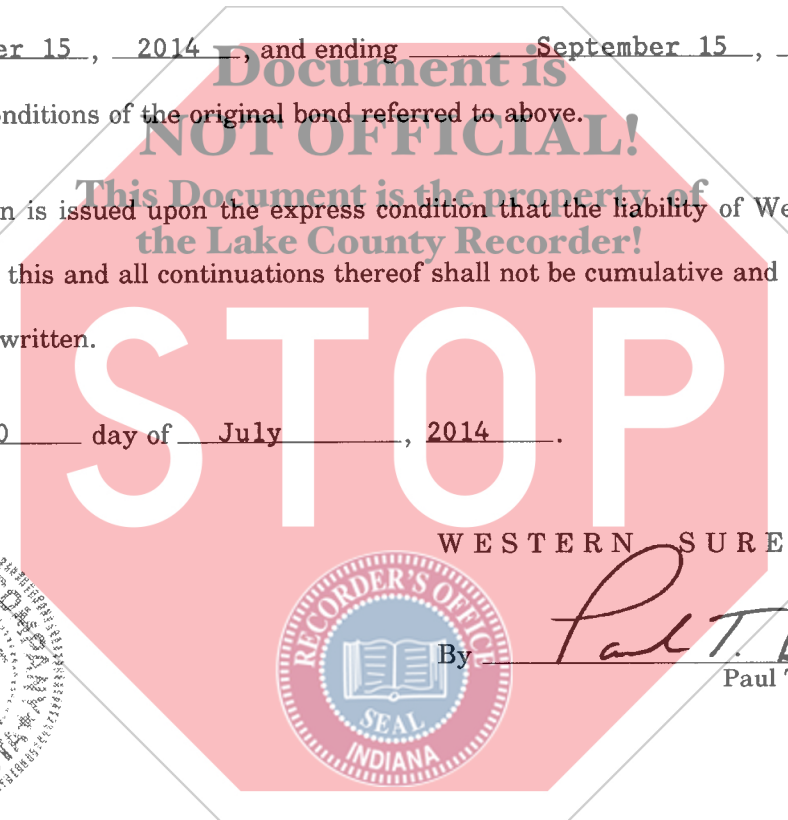 er 15, 2014, and ending September 15,
Document is
onditions of the original bond referred to above.
NOT OFFICIAL!
This Document is the property of
n is issued upon the express condition that the liability of We
the Lake County Recorder!
this and all continuations thereof shall not be cumulative and
written.
STOP
0 day of July, 2014.
WESTERN SURE
RECORDER'S OFFICE
By Paul T.
Paul T
SEAL
INDIANA